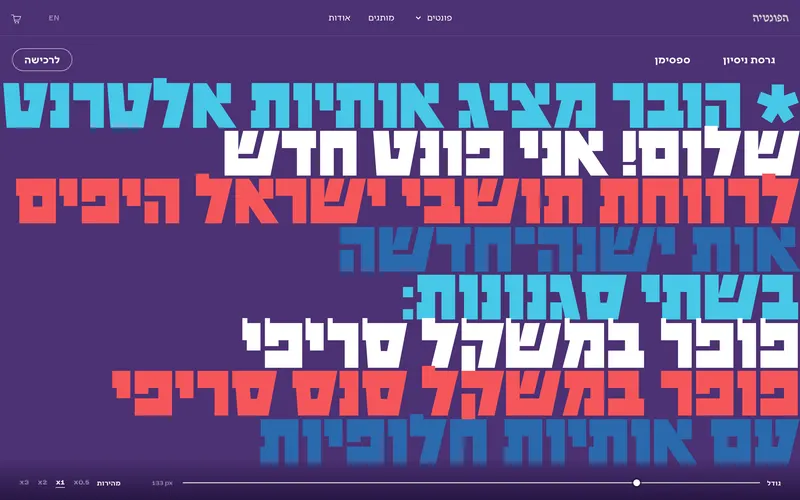 הפונטיה
פונטים
מותגים
אודות
EN
גרסת ניסיון
ספסימן
לרכישה
* הובר מציג אותיות אלטרנט
שלום! אני פונט חדש
לרווחת תושבי ישראל היפים
אות ישנה־חדשה
בשתי סגנונות:
פופר במשקל סריפי
פופר במשקל סנס סריפי
עם אותיות חלופיות
גודל
133 px
מהירות
x0.5
x1
x2
x3